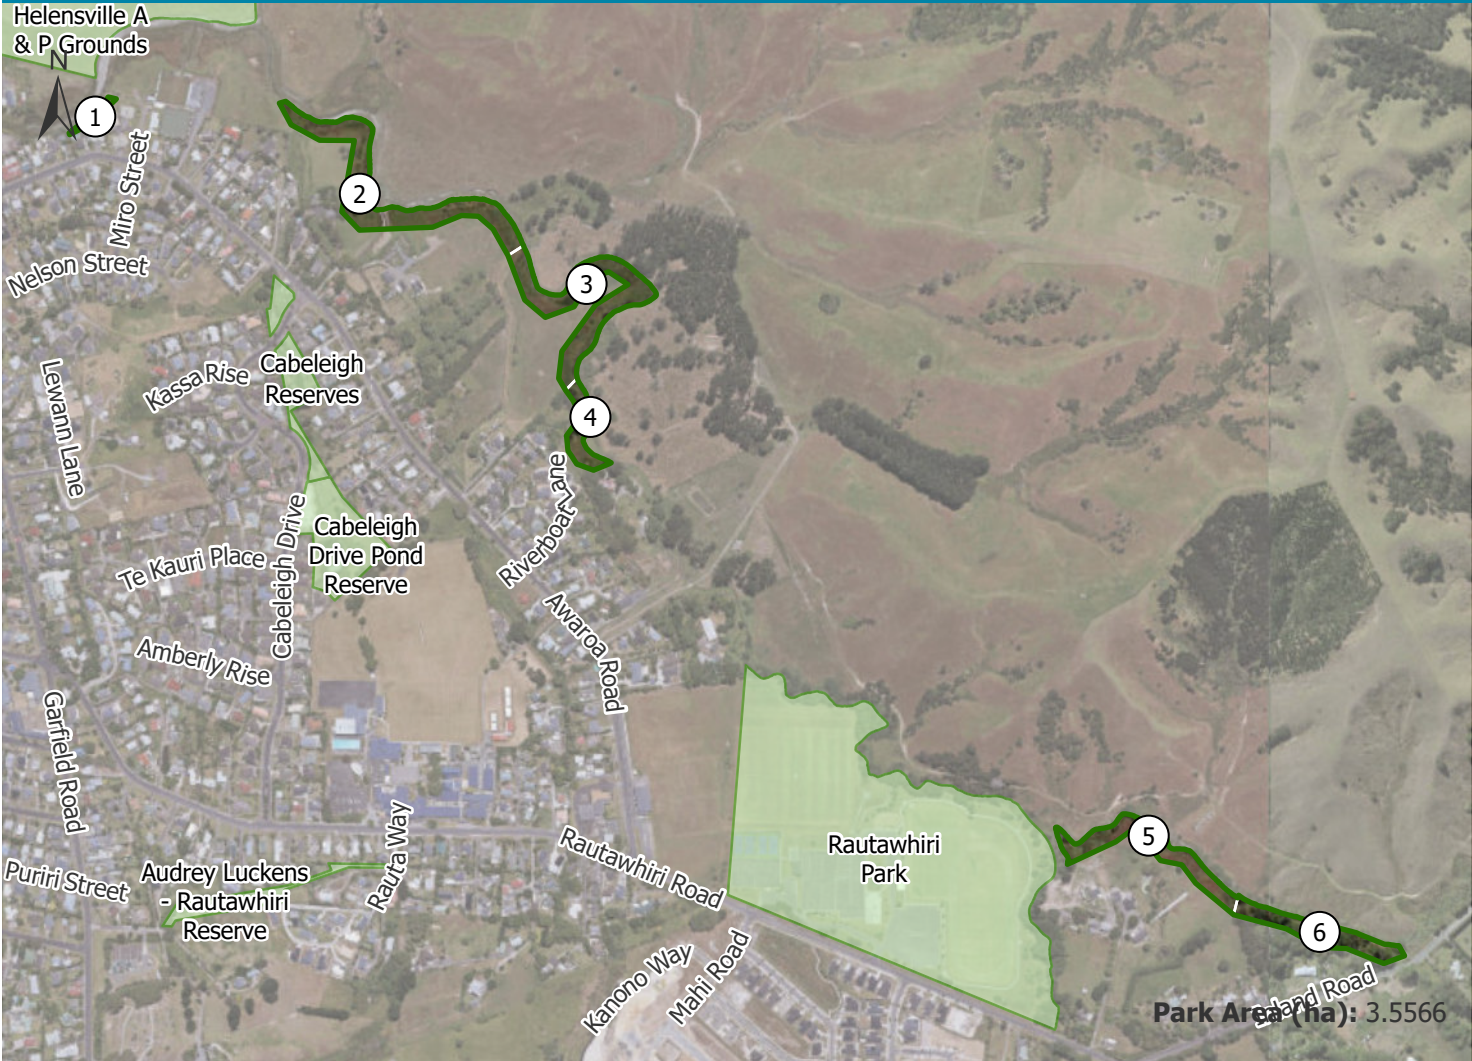 Helensville A
& P Grounds
N
1
Miro Street
2
Nelson Street
3
Cabeleigh
Reserves
Kassa Rise
Lewann Lane
4
Riverboat Lane
Cabeleigh
Drive Pond
Reserve
Cabeleigh Drive
Te Kauri Place
Awaroa Road
Amberly Rise
Garfield Road
Rauta Way
Rautawhiri Road
Rautawhiri
Park
5
Puriri Street
Audrey Luckens
- Rautawhiri
Reserve
6
Kanono Way
Mahi Road
Inland Road
Park Area (ha): 3.5566